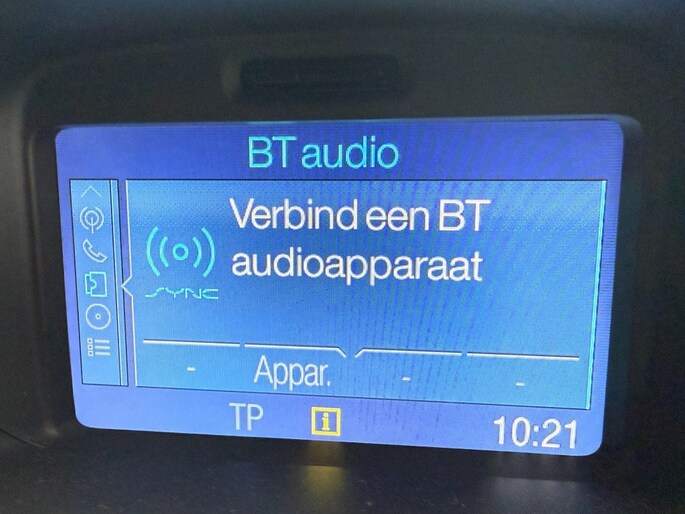 BT audio
Verbind een BT
audioapparaat
SYNC
- Appar. - -
TP i 10:21